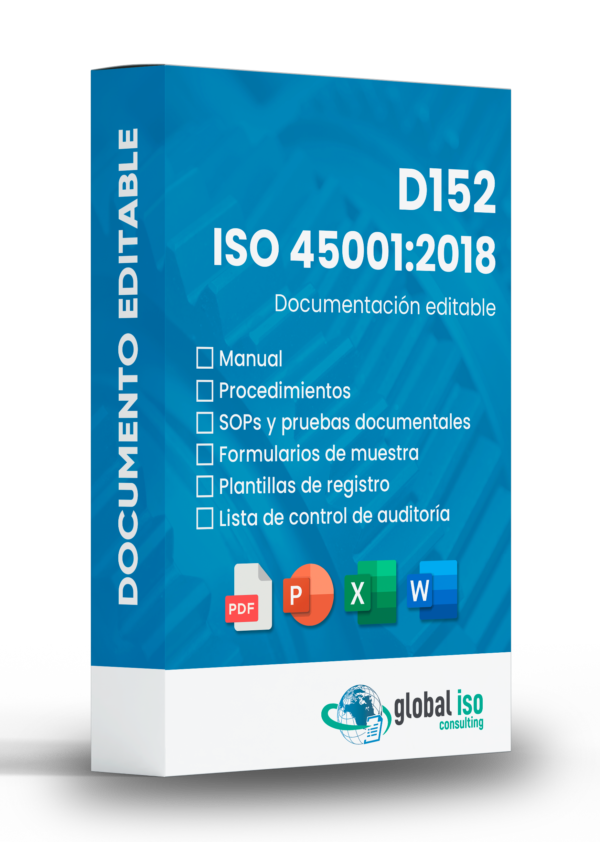 DOCUMENTO EDITABLE
D152
ISO 45001:2018
Documentación editable
Manual
Procedimientos
SOPs y pruebas documentales
Formularios de muestra
Plantillas de registro
Lista de control de auditoría
PDF
P
X
W
global iso
consulting